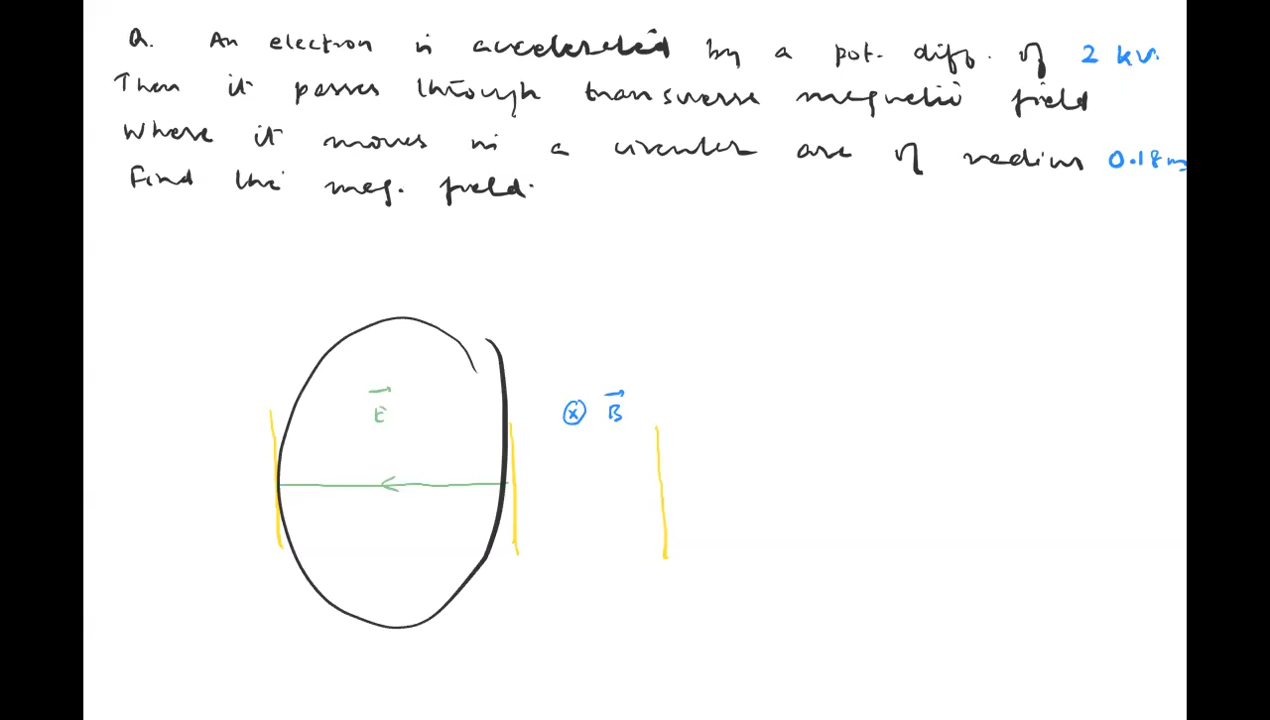 Q. An electron is accelerated by a pot. diff. of 2 kv.
Then it passes through transverse magnetic field
Where it moves in a circular arc of radius 0.18 m
Find the mag. field.
E
⊗ B